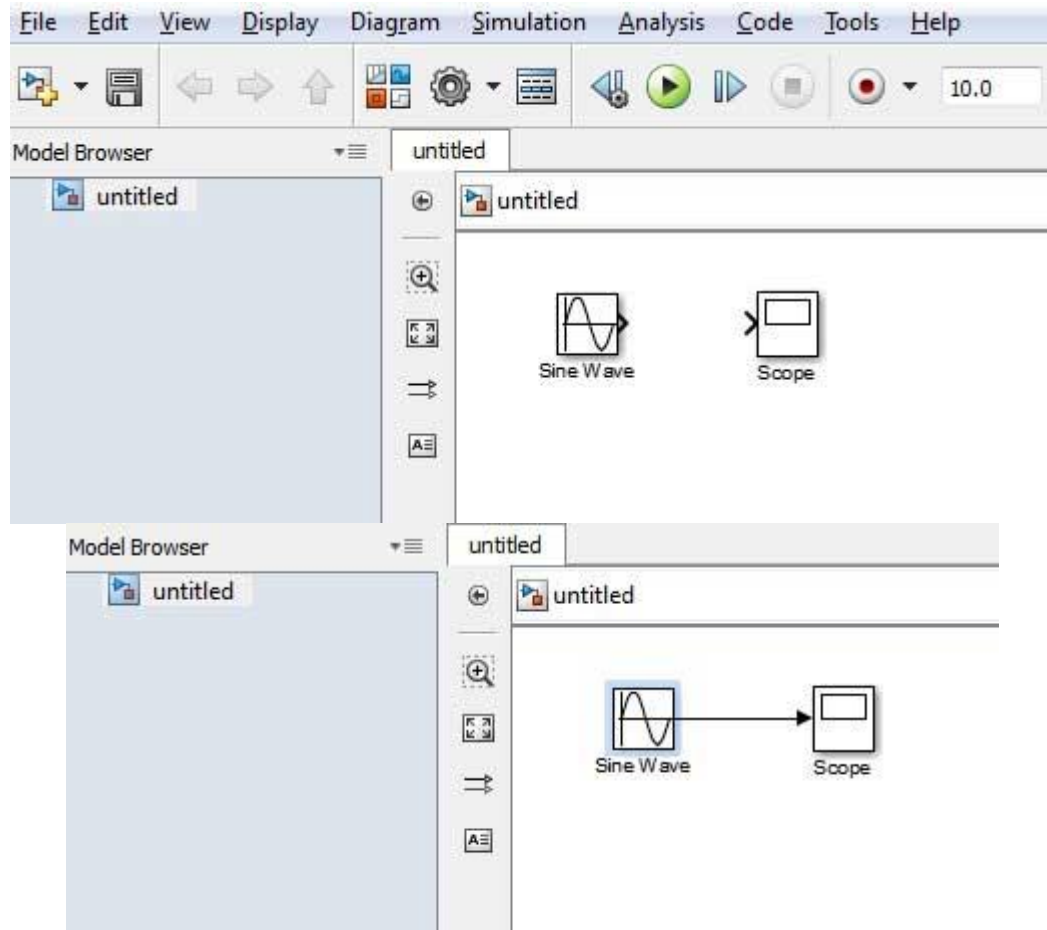 File Edit View Display Diagram Simulation Analysis Code Tools Help
10.0
Model Browser
untitled
untitled
untitled
Sine Wave
Scope
A
Model Browser
untitled
untitled
untitled
Sine Wave
Scope
A